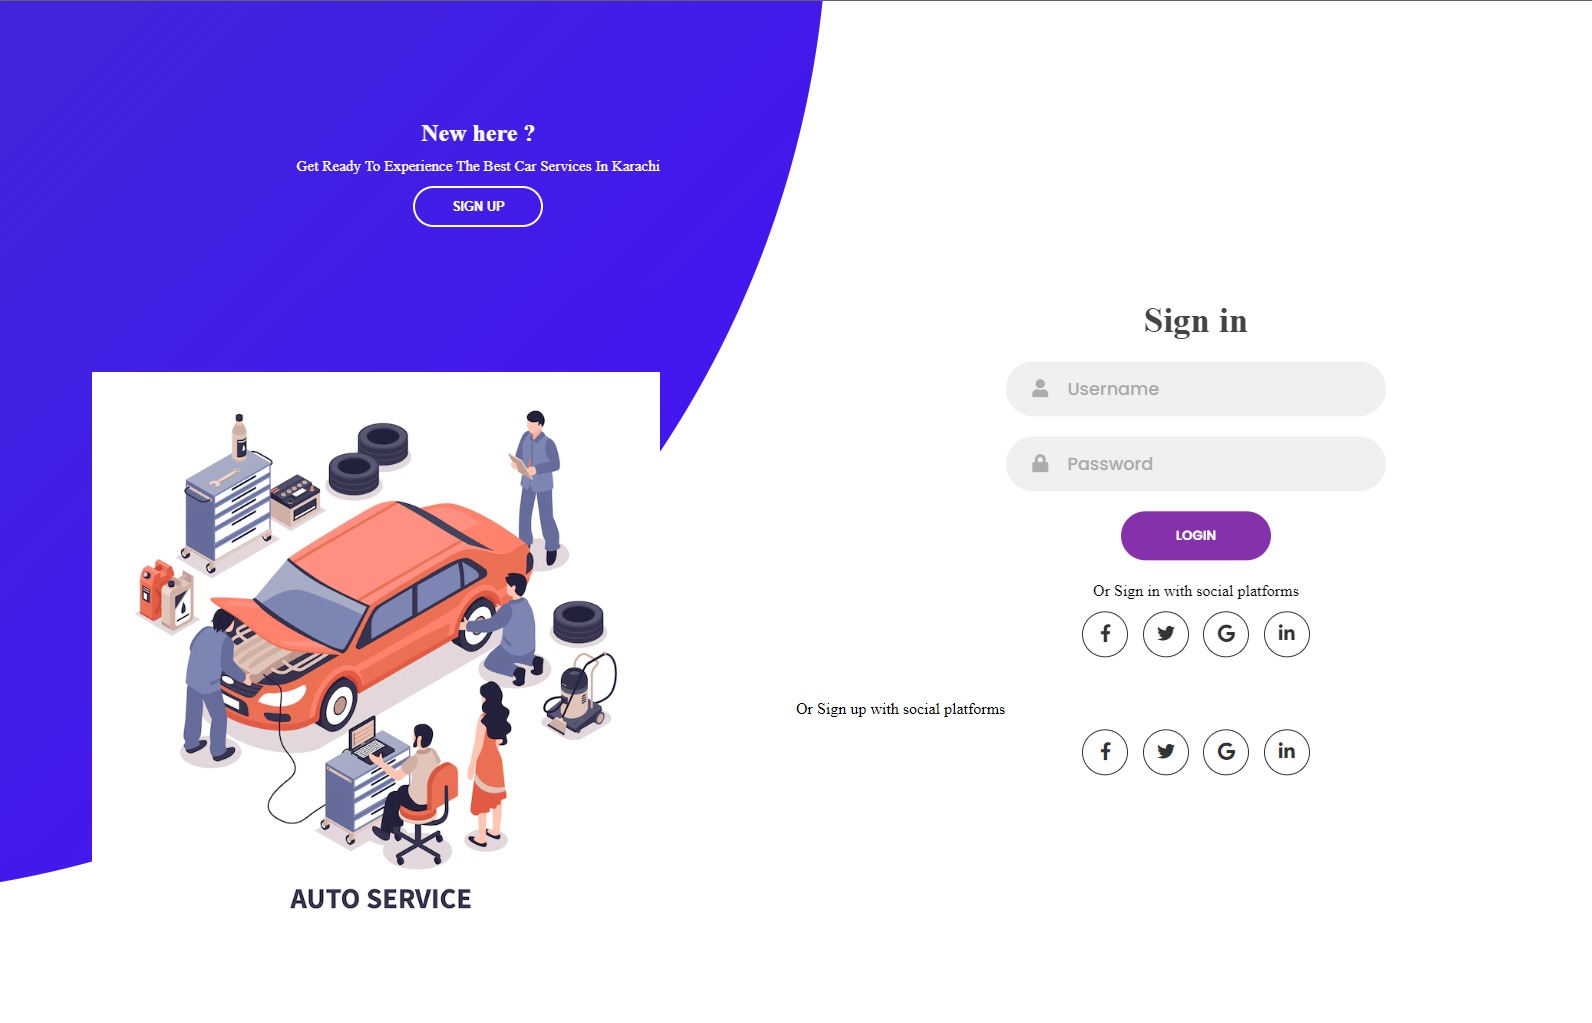 New here ?
Get Ready To Experience The Best Car Services In Karachi
SIGN UP
AUTO SERVICE
Sign in
Username
Password
LOGIN
Or Sign in with social platforms
G in
Or Sign up with social platforms
G in